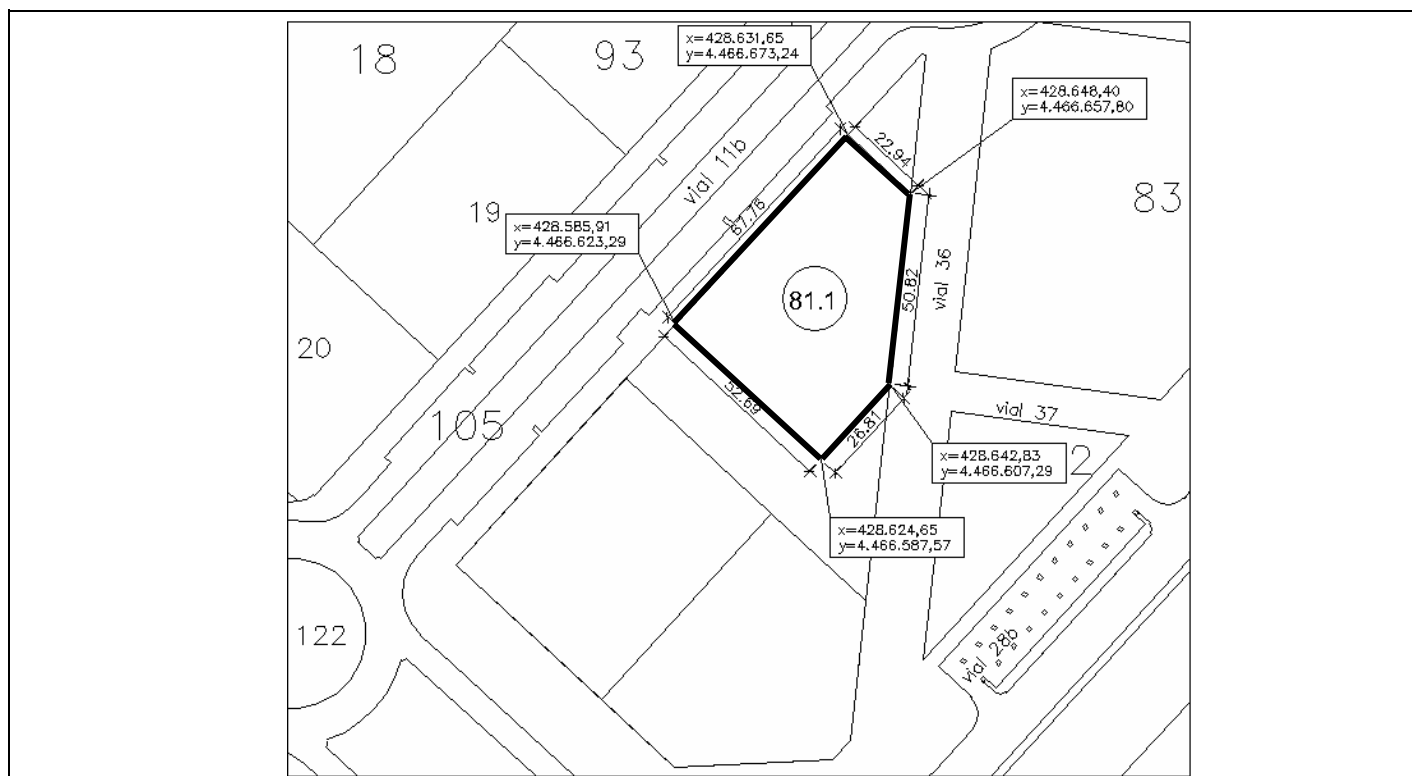 18
93
x=428.631,65
y=4.466.673,24
x=428.648,40
y=4.466.657,80
22.94
vial 11b
83
19
x=428.585,91
y=4.466.623,29
67.75
vial 36
50.82
81.1
20
52.69
vial 37
105
26.81
x=428.642,83
y=4.466.607,29
2
x=428.624,65
y=4.466.587,57
122
vial 28b